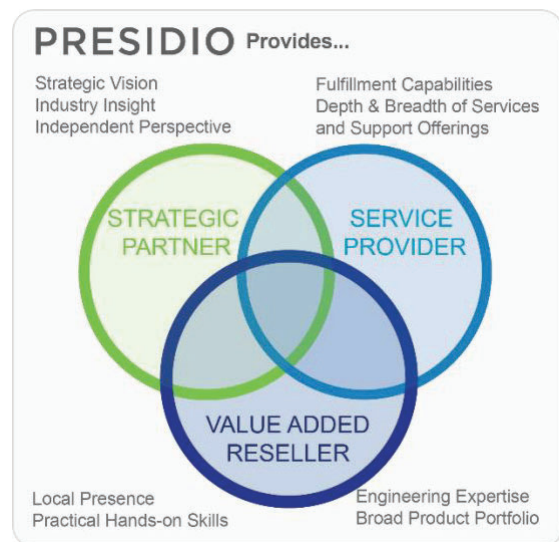 PRESIDIO Provides...
Strategic Vision
Industry Insight
Independent Perspective
Fulfillment Capabilities
Depth & Breadth of Services
and Support Offerings
STRATEGIC
PARTNER
SERVICE
PROVIDER
VALUE ADDED
RESELLER
Local Presence
Practical Hands-on Skills
Engineering Expertise
Broad Product Portfolio